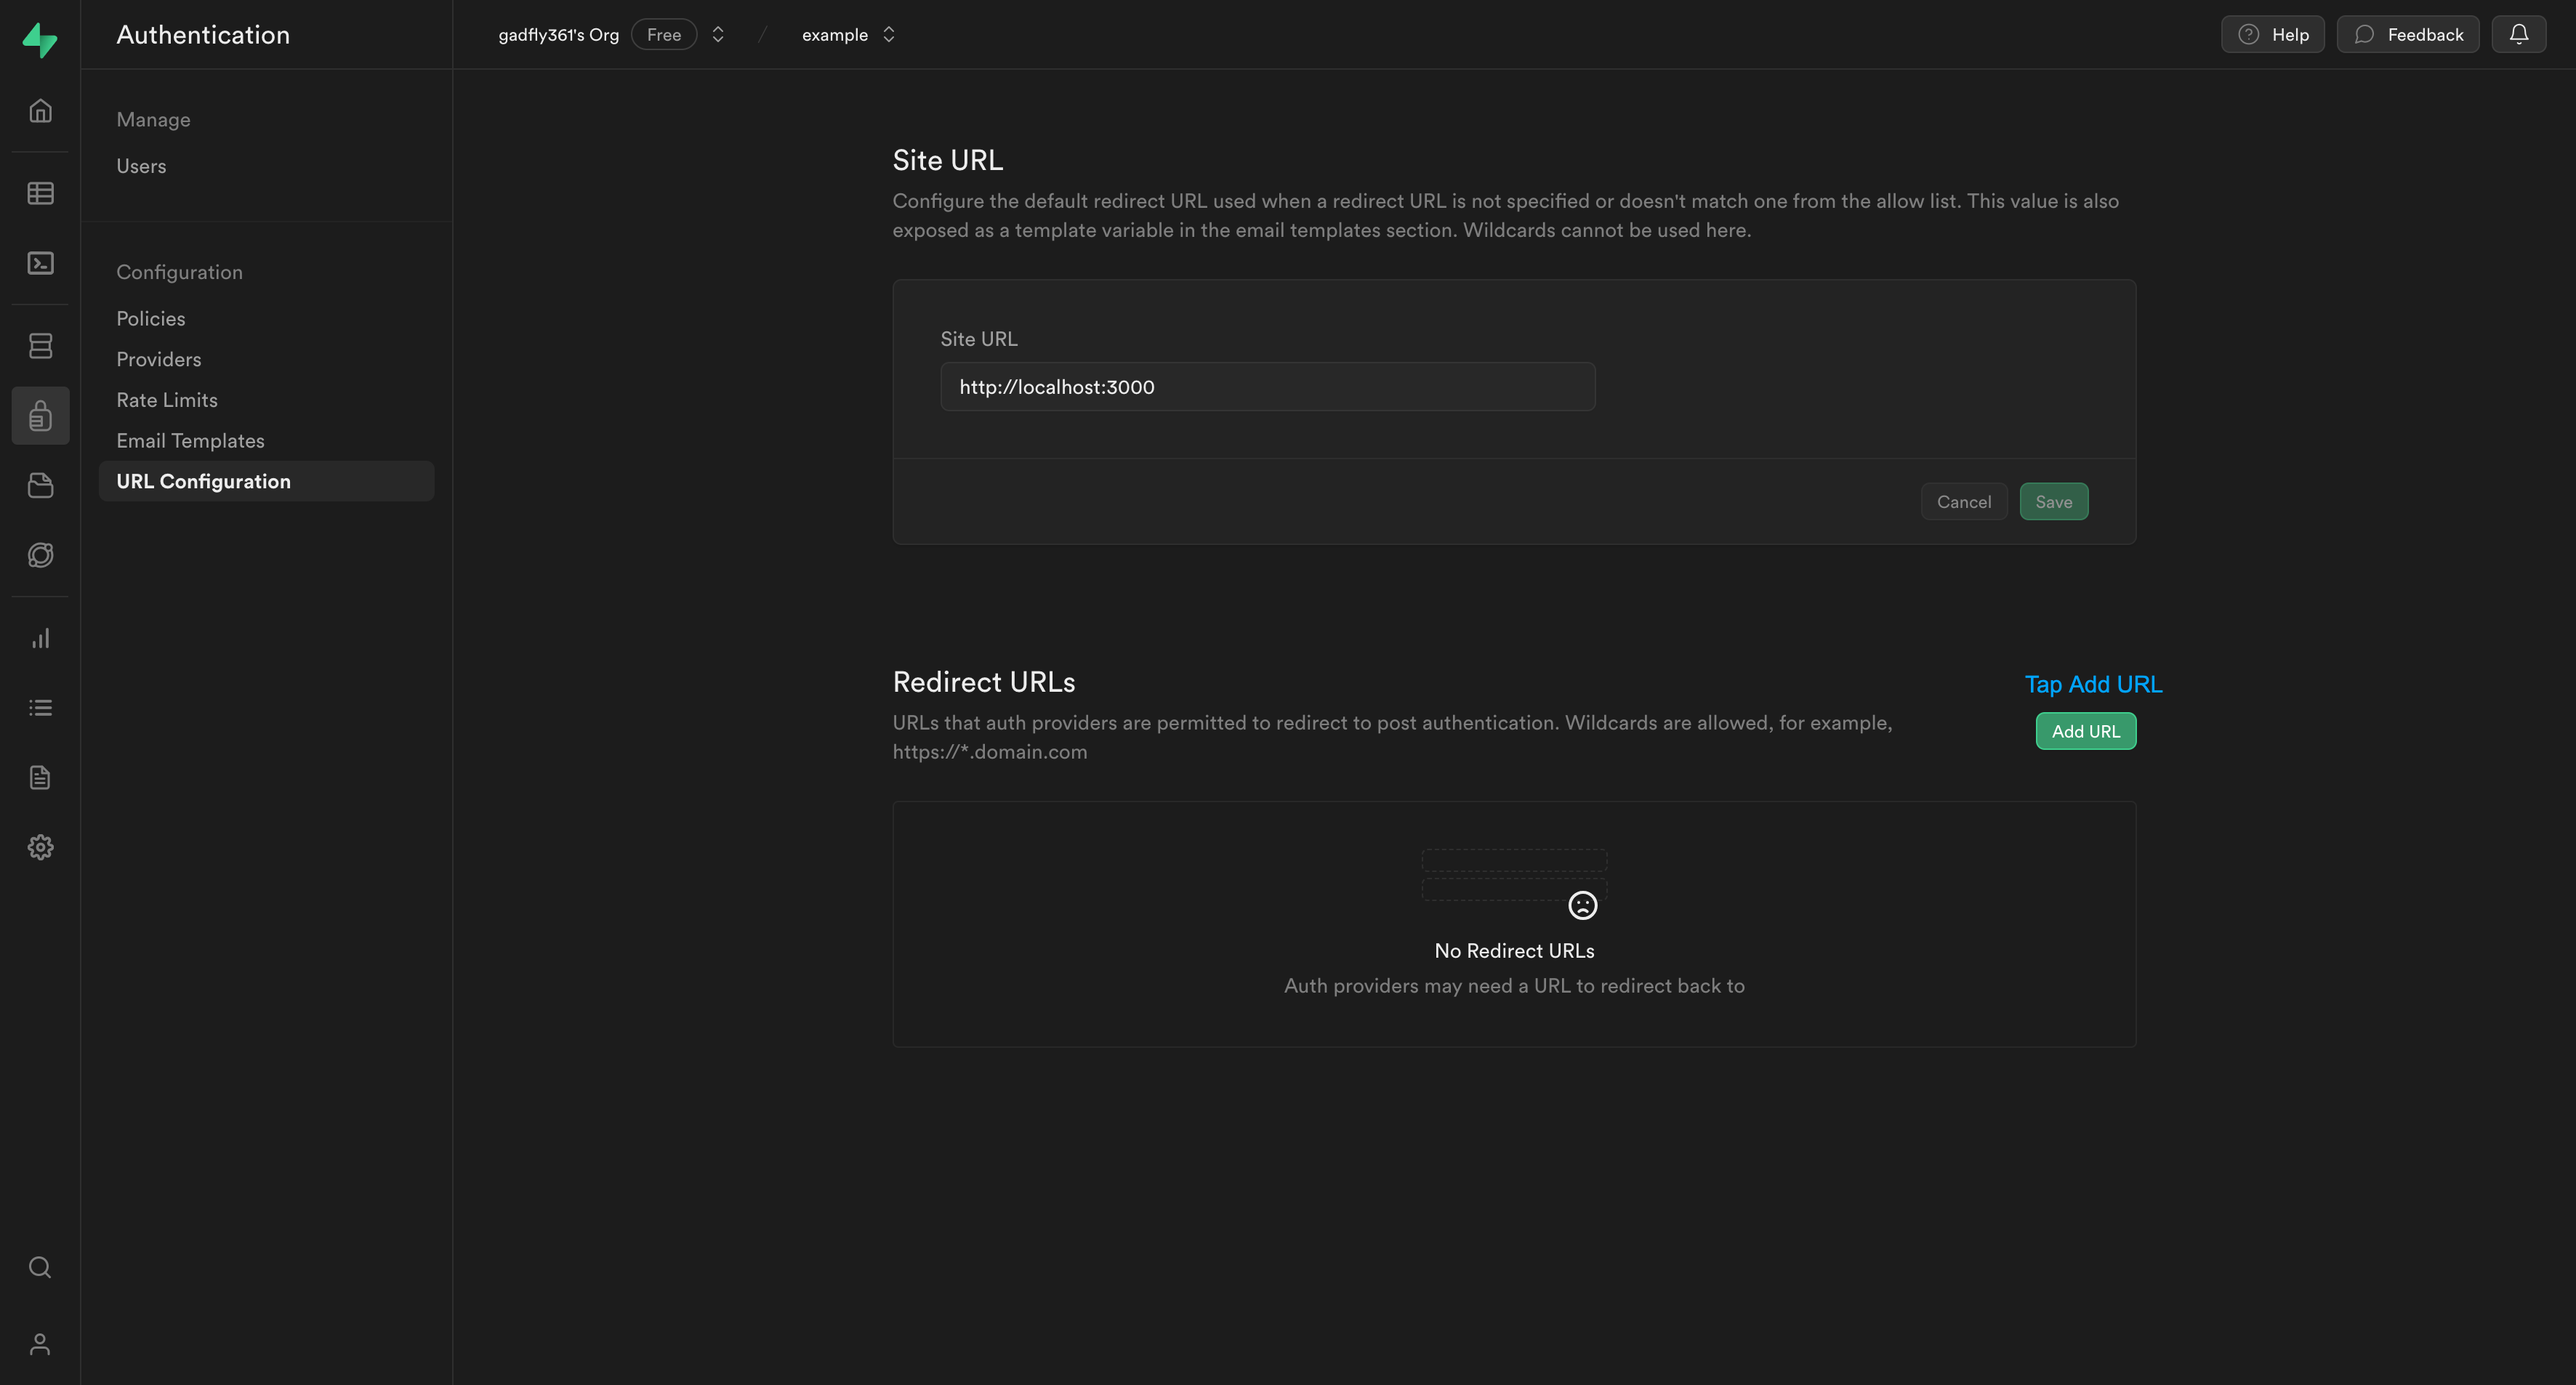 Authentication
gadfly361's Org Free / example
Help Feedback
Manage
Users
Configuration
Policies
Providers
Rate Limits
Email Templates
URL Configuration
Site URL
Configure the default redirect URL used when a redirect URL is not specified or doesn't match one from the allow list. This value is also
exposed as a template variable in the email templates section. Wildcards cannot be used here.
Site URL
http://localhost:3000
Cancel Save
Redirect URLs
URLs that auth providers are permitted to redirect to post authentication. Wildcards are allowed, for example,
https://*.domain.com
Tap Add URL
Add URL
No Redirect URLs
Auth providers may need a URL to redirect back to